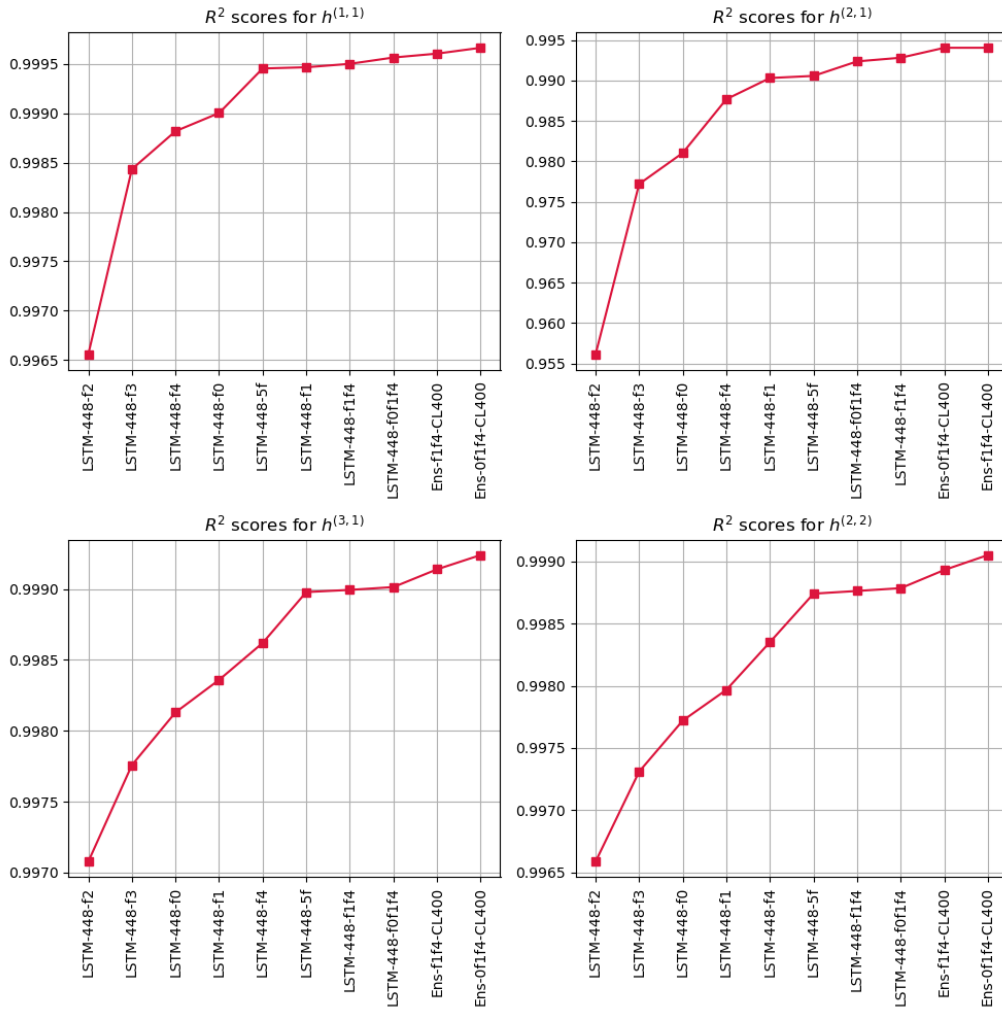 R² scores for h^(1,1)
0.9995
0.9990
0.9985
0.9980
0.9975
0.9970
0.9965
LSTM-448-f2
LSTM-448-f3
LSTM-448-f4
LSTM-448-f0
LSTM-448-5f
LSTM-448-f1
LSTM-448-f1f4
LSTM-448-f0f1f4
Ens-f1f4-CL400
Ens-0f1f4-CL400
R² scores for h^(2,1)
0.995
0.990
0.985
0.980
0.975
0.970
0.965
0.960
0.955
LSTM-448-f2
LSTM-448-f3
LSTM-448-f0
LSTM-448-f4
LSTM-448-f1
LSTM-448-5f
LSTM-448-f0f1f4
LSTM-448-f1f4
Ens-0f1f4-CL400
Ens-f1f4-CL400
R² scores for h^(3,1)
0.9990
0.9985
0.9980
0.9975
0.9970
LSTM-448-f2
LSTM-448-f3
LSTM-448-f0
LSTM-448-f1
LSTM-448-f4
LSTM-448-5f
LSTM-448-f1f4
LSTM-448-f0f1f4
Ens-f1f4-CL400
Ens-0f1f4-CL400
R² scores for h^(2,2)
0.9990
0.9985
0.9980
0.9975
0.9970
0.9965
LSTM-448-f2
LSTM-448-f3
LSTM-448-f0
LSTM-448-f1
LSTM-448-f4
LSTM-448-5f
LSTM-448-f1f4
LSTM-448-f0f1f4
Ens-f1f4-CL400
Ens-0f1f4-CL400